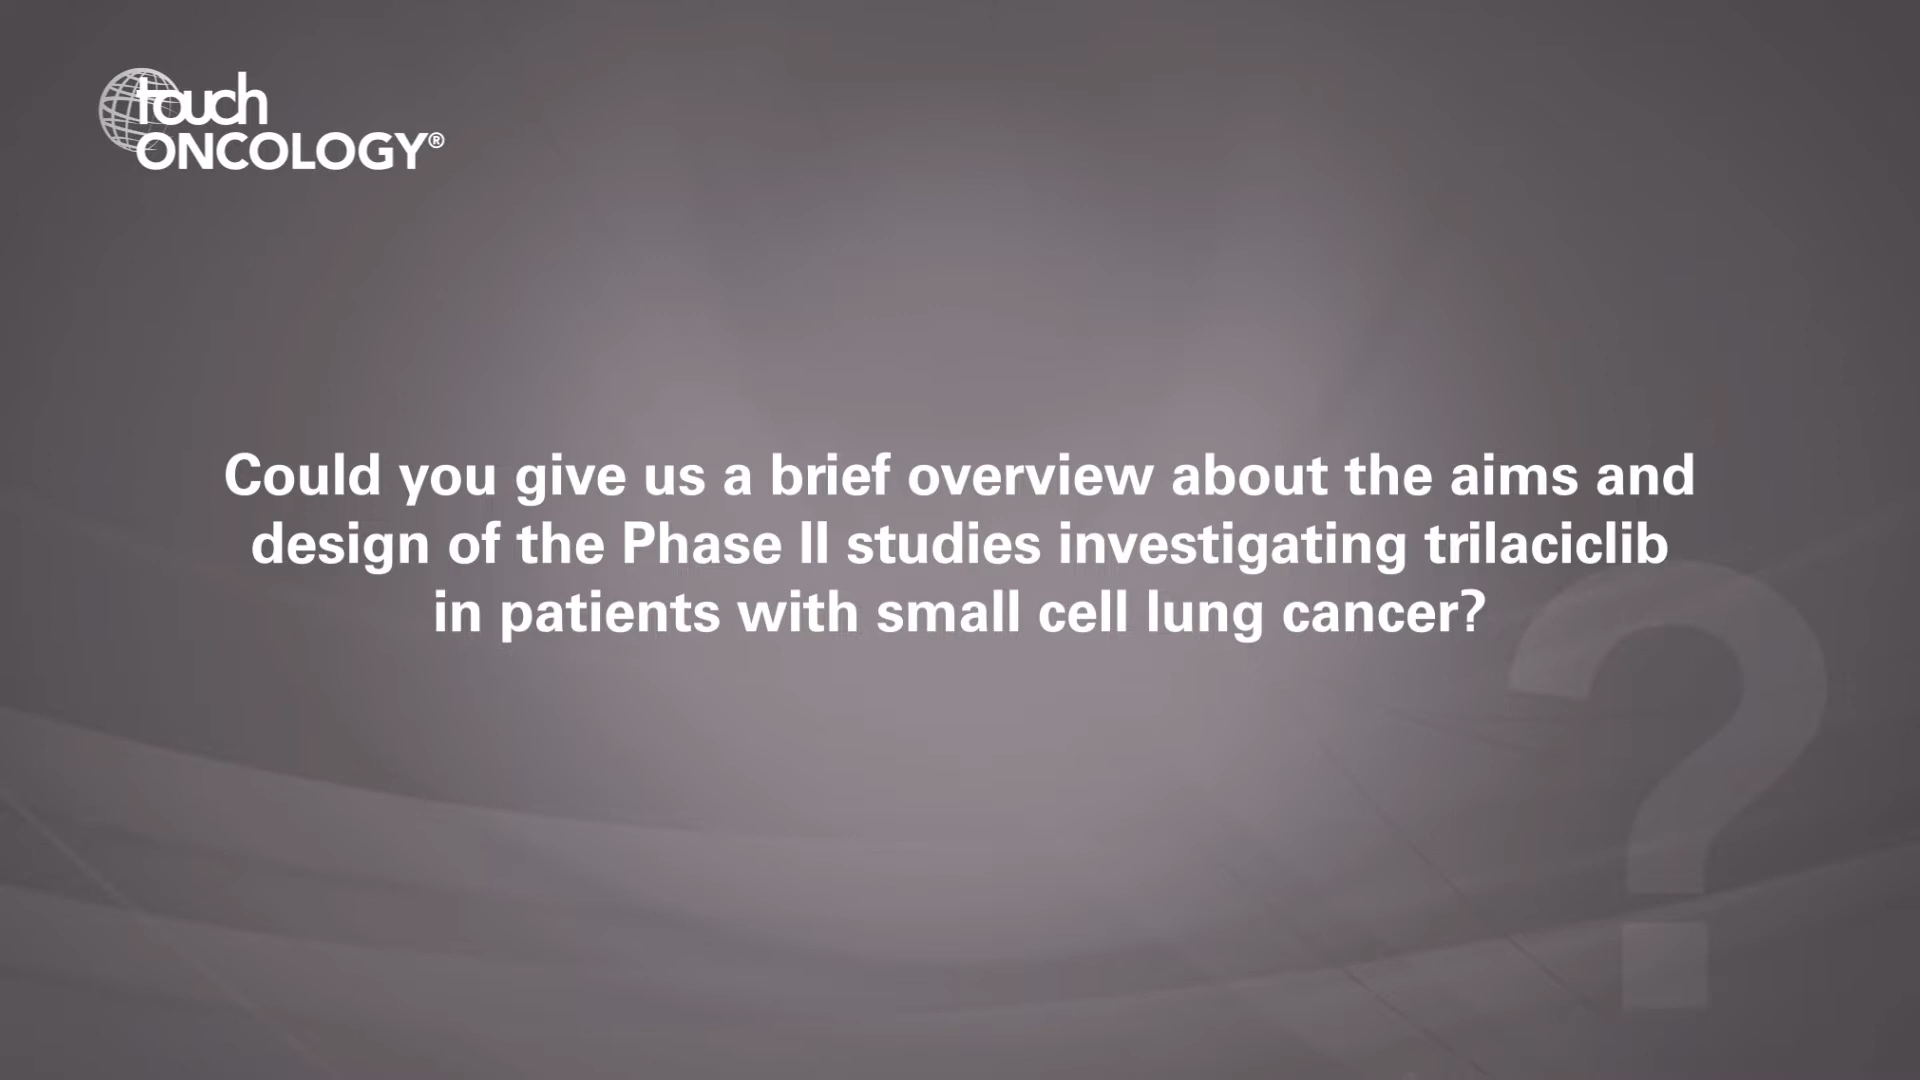 touch
ONCOLOGY®
Could you give us a brief overview about the aims and
design of the Phase II studies investigating trilaciclib
in patients with small cell lung cancer?
?